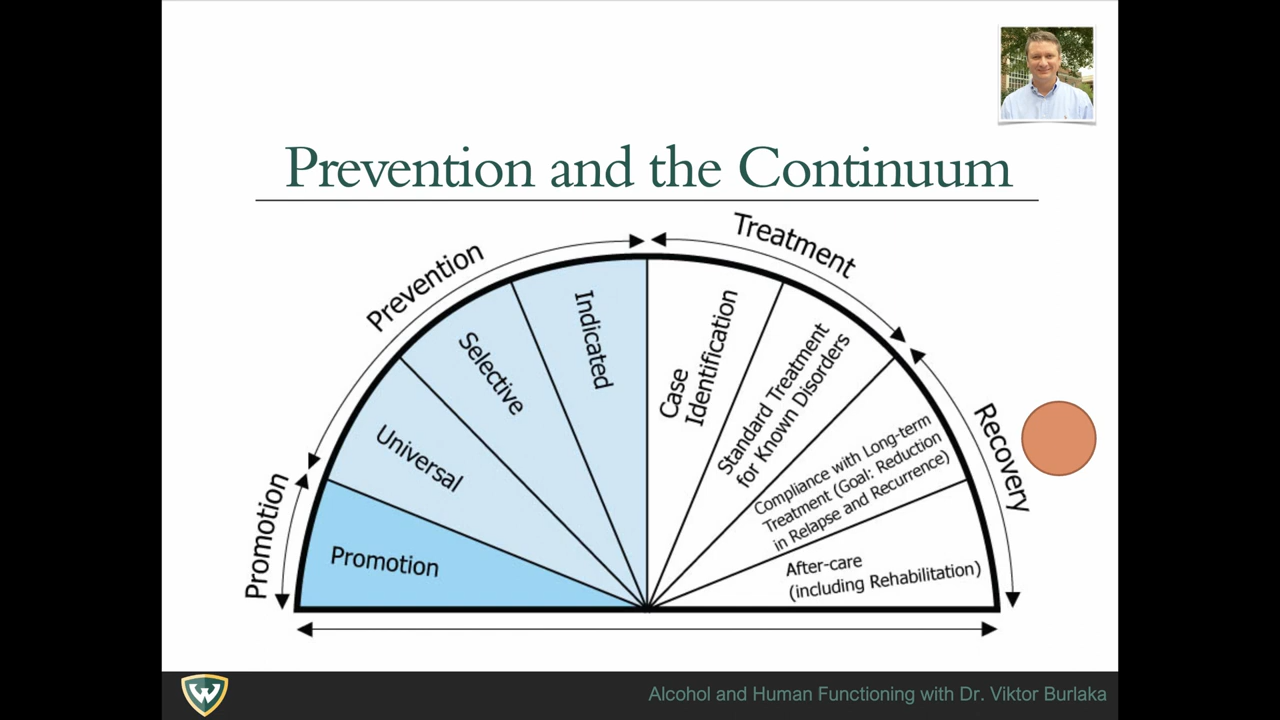 Prevention and the Continuum
Promotion
Prevention
Treatment
Recovery
Promotion
Universal
Selective
Indicated
Case
Identification
Standard Treatment
for Known Disorders
Compliance with Long-term
Treatment (Goal: Reduction
in Relapse and Recurrence)
After-care
(including Rehabilitation)
W
Alcohol and Human Functioning with Dr. Viktor Burlaka